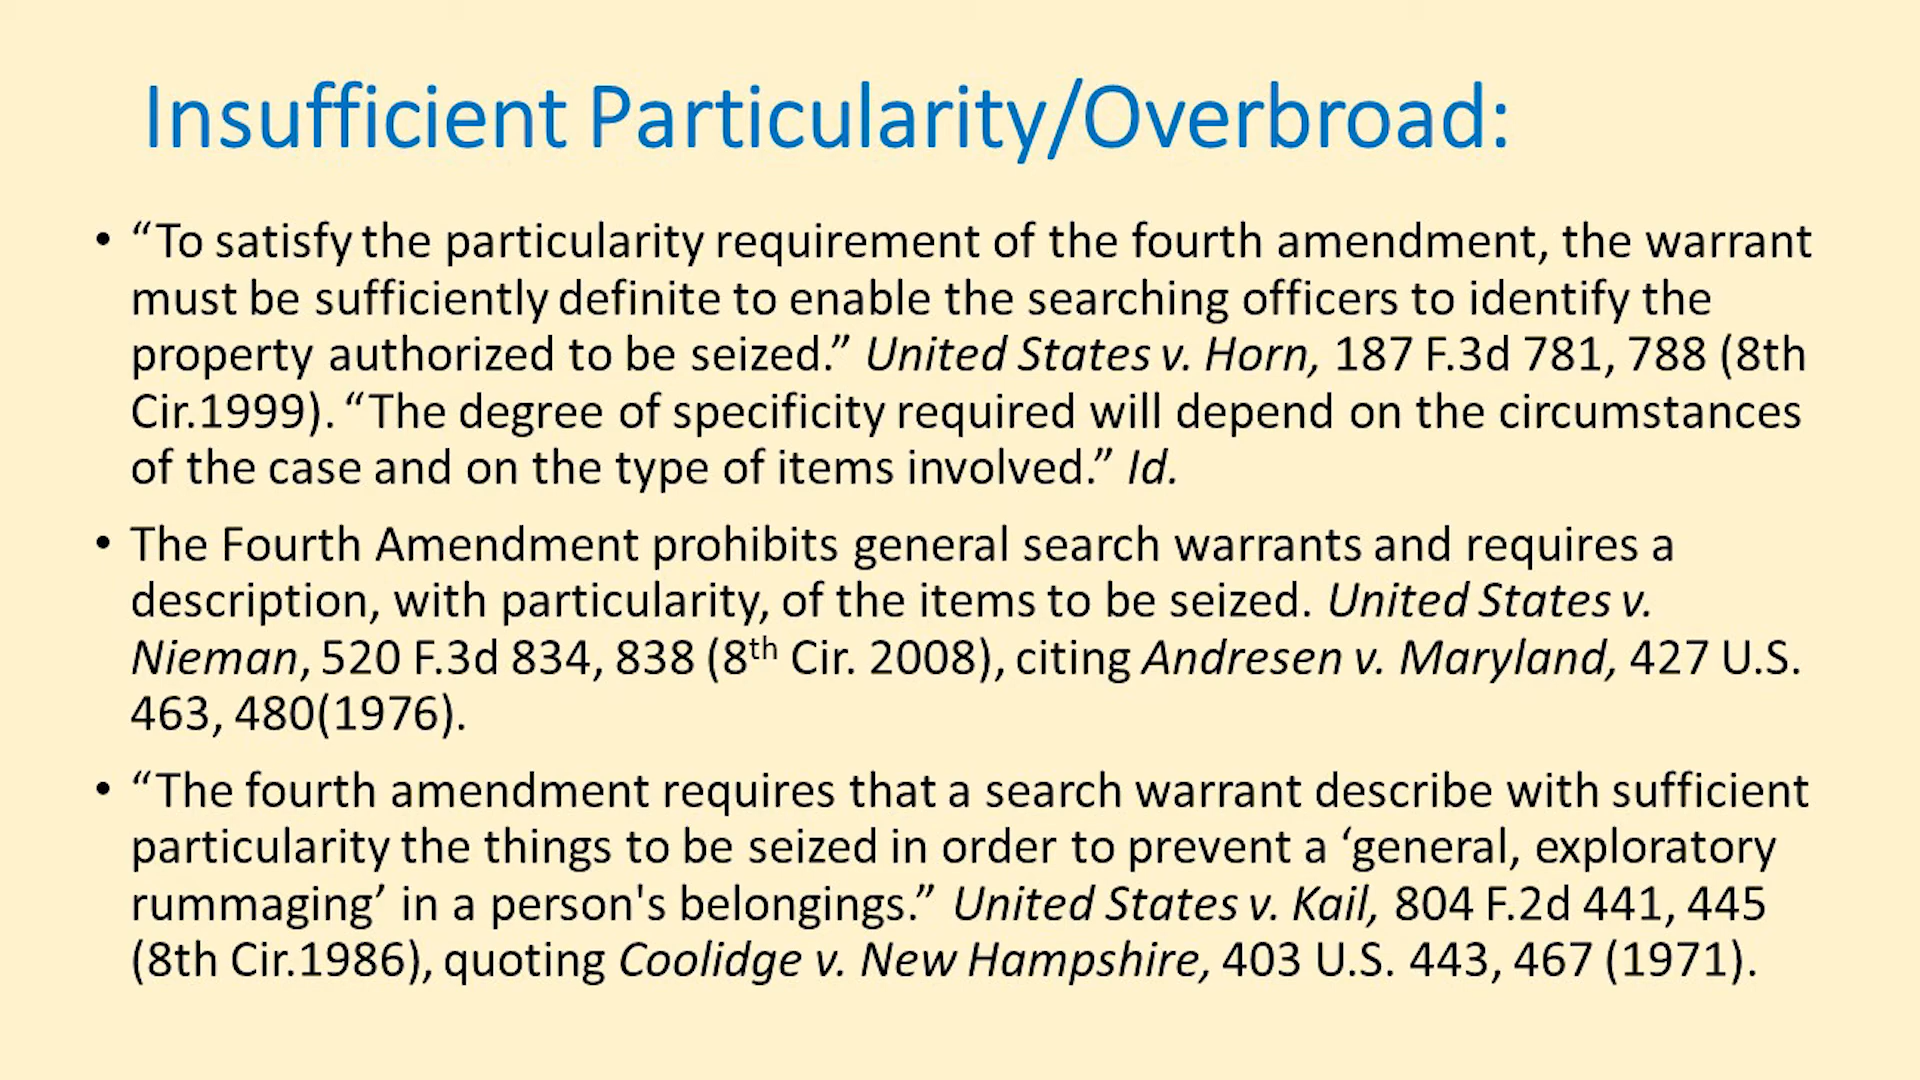 Insufficient Particularity/Overbroad:
• “To satisfy the particularity requirement of the fourth amendment, the warrant
must be sufficiently definite to enable the searching officers to identify the
property authorized to be seized.” United States v. Horn, 187 F.3d 781, 788 (8th
Cir.1999). “The degree of specificity required will depend on the circumstances
of the case and on the type of items involved.” Id.
• The Fourth Amendment prohibits general search warrants and requires a
description, with particularity, of the items to be seized. United States v.
Nieman, 520 F.3d 834, 838 (8th Cir. 2008), citing Andresen v. Maryland, 427 U.S.
463, 480(1976).
• “The fourth amendment requires that a search warrant describe with sufficient
particularity the things to be seized in order to prevent a ‘general, exploratory
rummaging’ in a person's belongings.” United States v. Kail, 804 F.2d 441, 445
(8th Cir.1986), quoting Coolidge v. New Hampshire, 403 U.S. 443, 467 (1971).